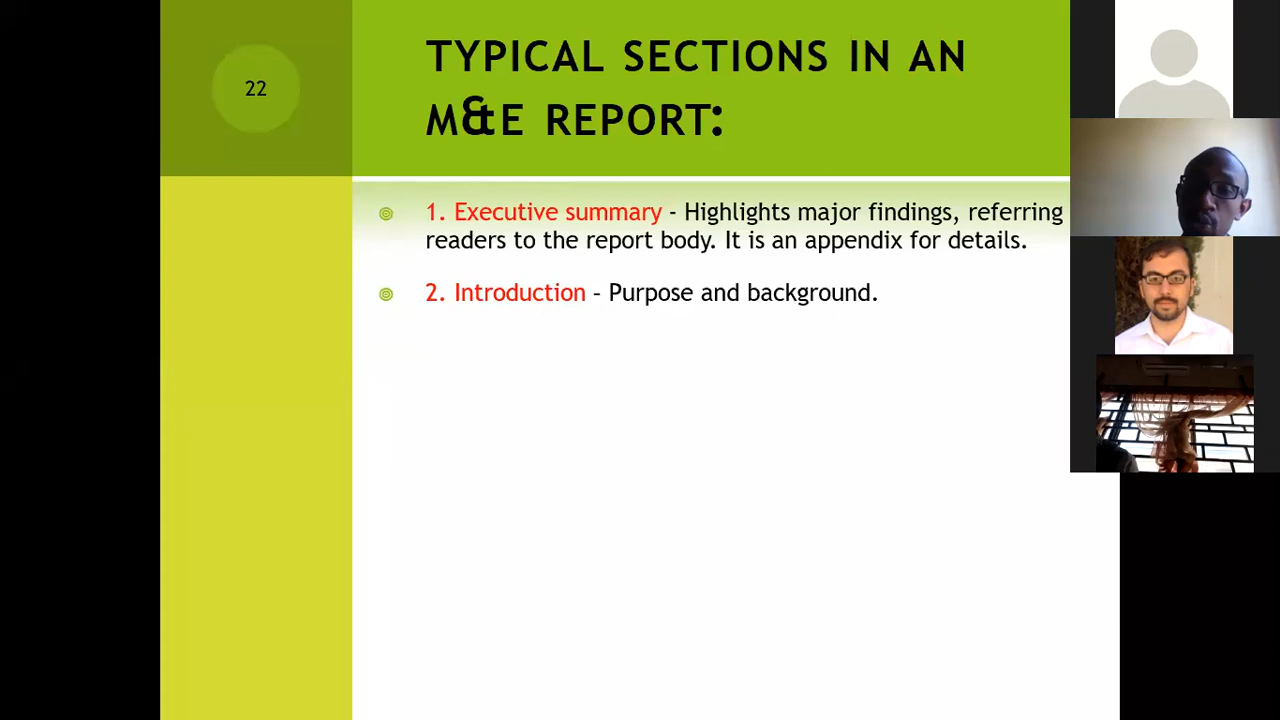 22
TYPICAL SECTIONS IN AN
M&E REPORT:
1. Executive summary - Highlights major findings, referring
readers to the report body. It is an appendix for details.
2. Introduction – Purpose and background.